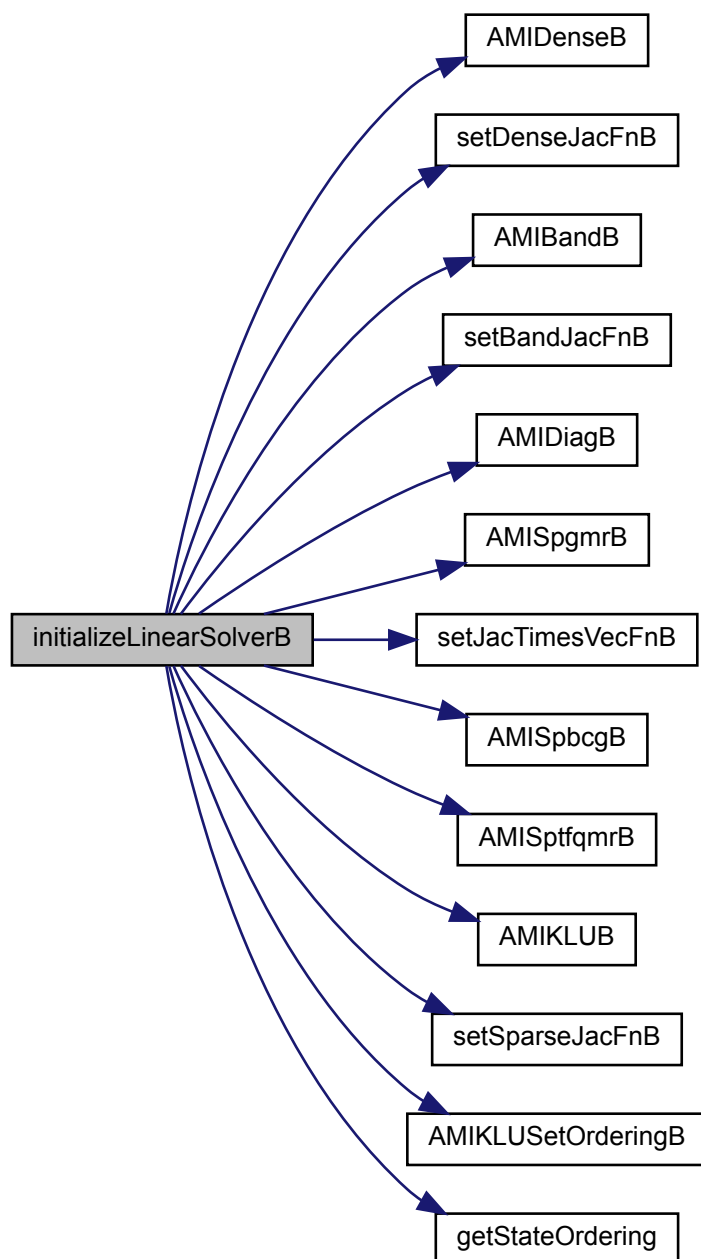 AMIDenseB
setDenseJacFnB
AMIBandB
setBandJacFnB
AMIDiagB
AMISpgmrB
initializeLinearSolverB
setJacTimesVecFnB
AMISpbcgB
AMISptfqmrB
AMIKLUB
setSparseJacFnB
AMIKLUSetOrderingB
getStateOrdering